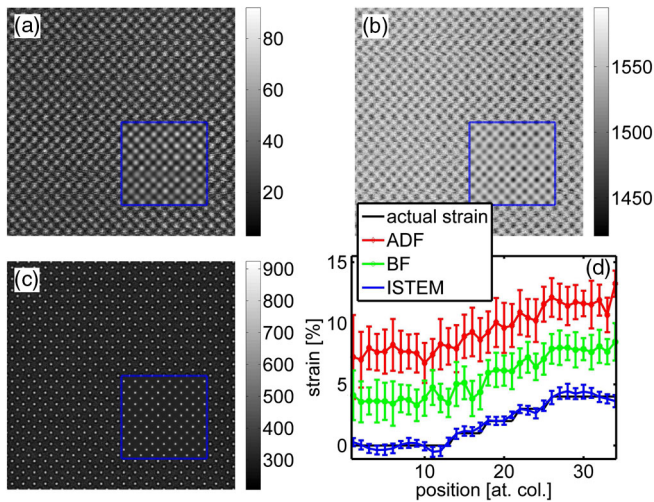 (a)
80
60
40
20
(b)
1550
1500
1450
(c)
900
800
700
600
500
400
300
actual strain
ADF
BF
ISTEM
(d)
15
10
5
0
strain [%]
10
20
30
position [at. col.]